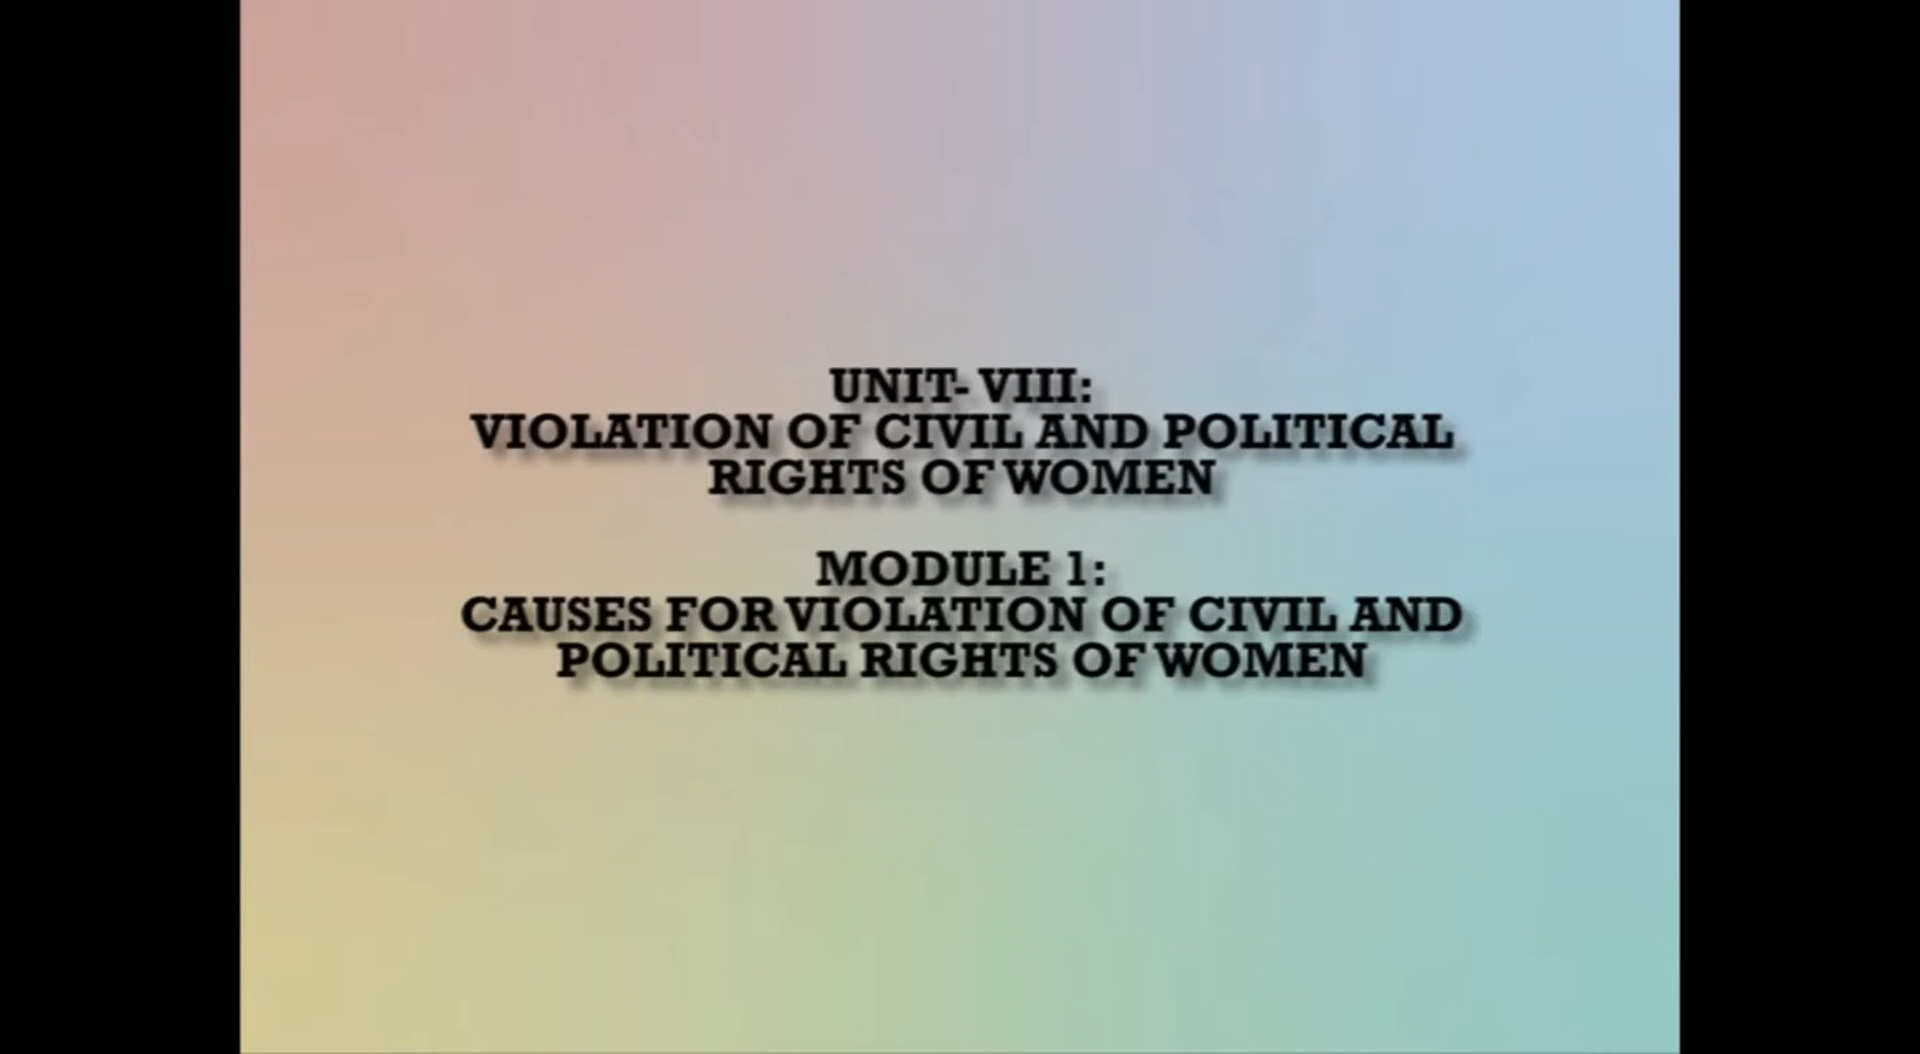 UNIT- VIII:
VIOLATION OF CIVIL AND POLITICAL
RIGHTS OF WOMEN
MODULE 1:
CAUSES FOR VIOLATION OF CIVIL AND
POLITICAL RIGHTS OF WOMEN